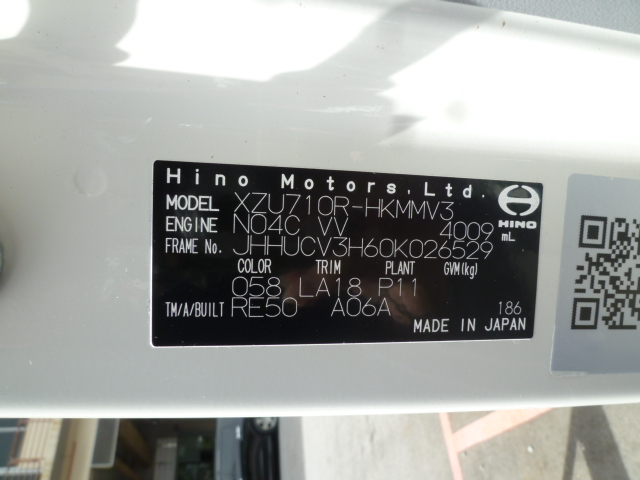 Hino Motors, Ltd.
MODEL XZU710R-HKMMV3
ENGINE N04C VV 4009 mL
FRAME No. JHHUCV3H60K026529
COLOR TRIM PLANT GVM(kg)
058 LA18 P11
TM/A/BUILT RE50 A06A 186
MADE IN JAPAN
HINO